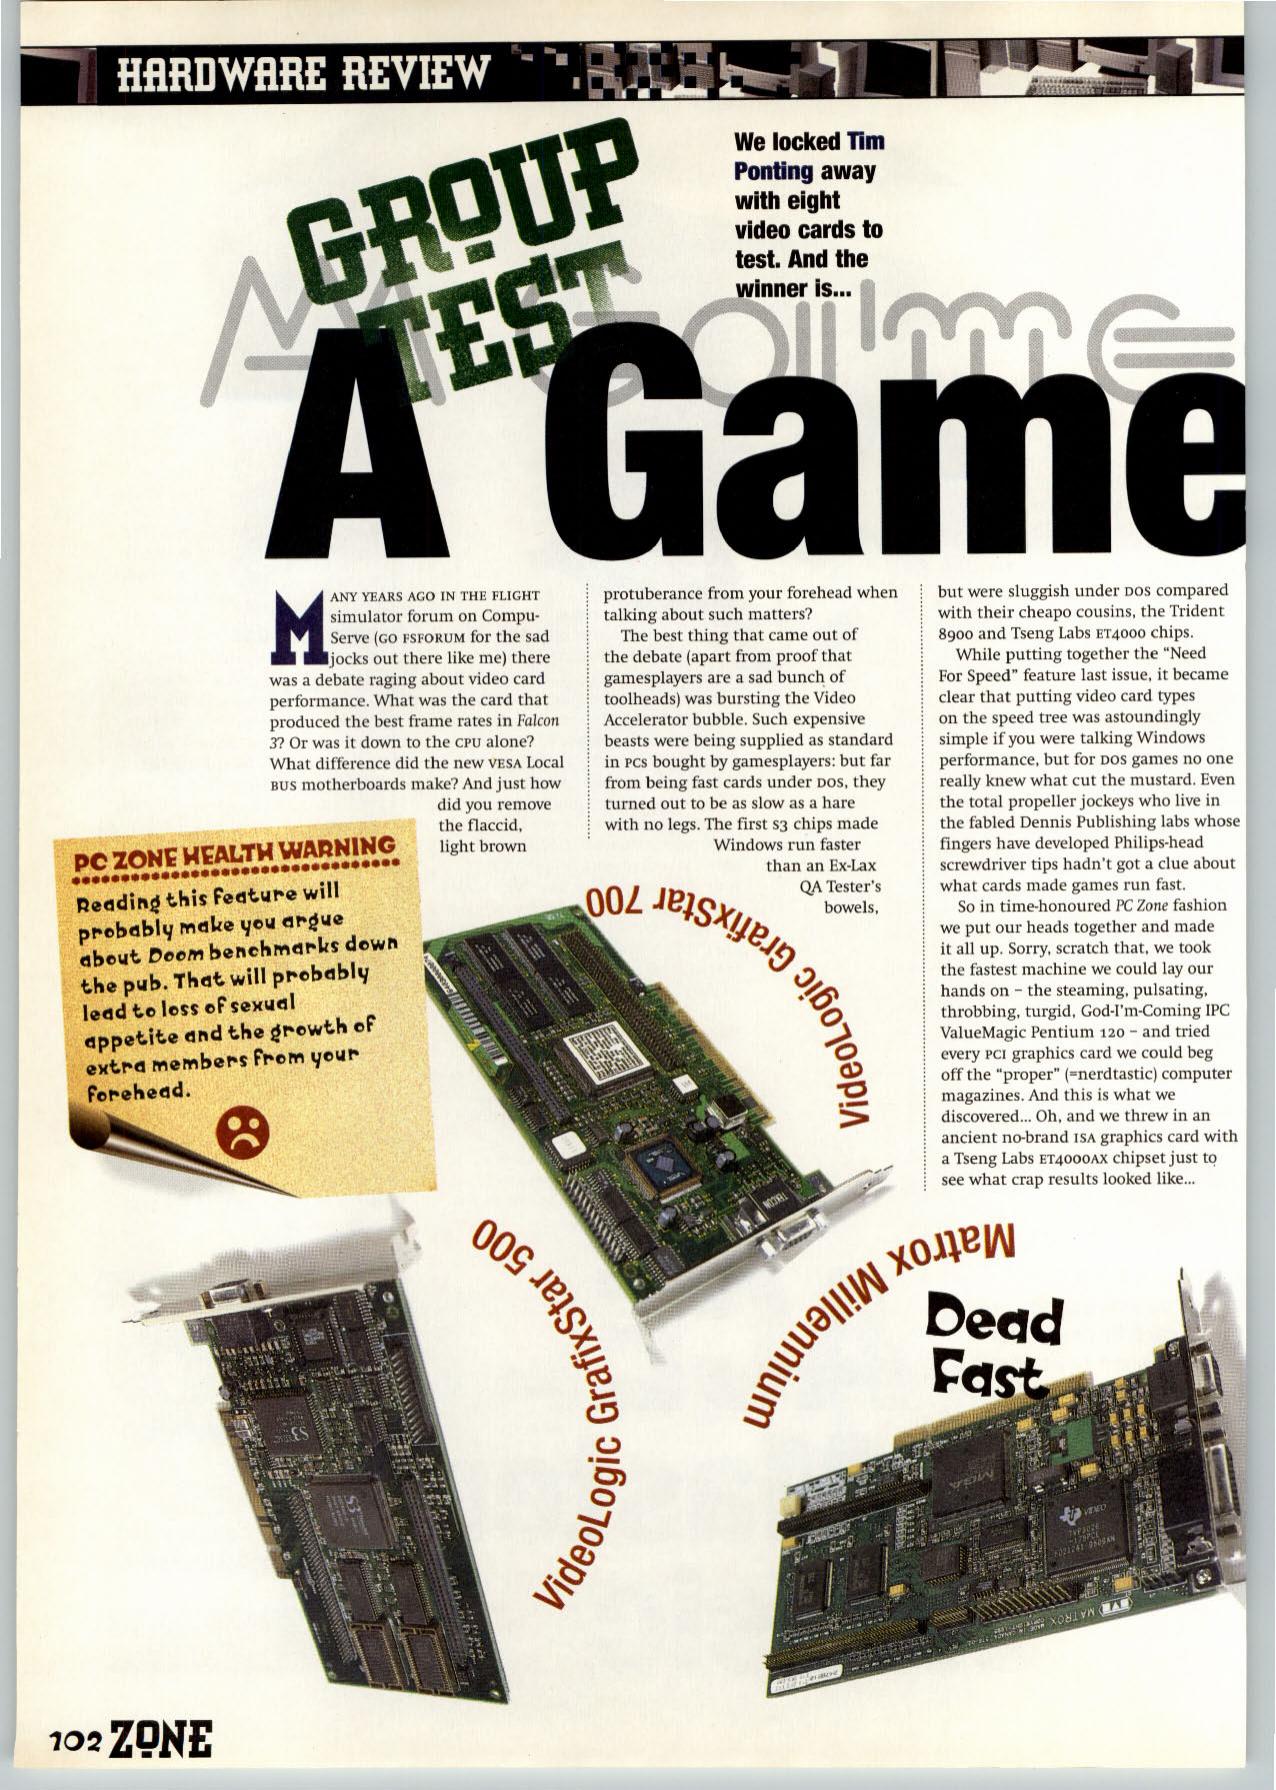 HARDWARE REVIEW
GROUP
TEST
We locked Tim
Ponting away
with eight
video cards to
test. And the
winner is...
A Game
A Game
MANY YEARS AGO IN THE FLIGHT
simulator forum on Compu-
Serve (GO FSFORUM for the sad
jocks out there like me) there
was a debate raging about video card
performance. What was the card that
produced the best frame rates in Falcon
3? Or was it down to the CPU alone?
What difference did the new VESA Local
BUS motherboards make? And just how
did you remove
the flaccid,
light brown
protuberance from your forehead when
talking about such matters?
The best thing that came out of
the debate (apart from proof that
gamesplayers are a sad bunch of
toolheads) was bursting the Video
Accelerator bubble. Such expensive
beasts were being supplied as standard
in PCs bought by gamesplayers: but far
from being fast cards under DOS, they
turned out to be as slow as a hare
with no legs. The first S3 chips made
Windows run faster
than an Ex-Lax
QA Tester's
bowels,
but were sluggish under DOS compared
with their cheapo cousins, the Trident
8900 and Tseng Labs ET4000 chips.
While putting together the “Need
For Speed” feature last issue, it became
clear that putting video card types
on the speed tree was astoundingly
simple if you were talking Windows
performance, but for DOS games no one
really knew what cut the mustard. Even
the total propeller jockeys who live in
the fabled Dennis Publishing labs whose
fingers have developed Philips-head
screwdriver tips hadn't got a clue about
what cards made games run fast.
So in time-honoured PC Zone fashion
we put our heads together and made
it all up. Sorry, scratch that, we took
the fastest machine we could lay our
hands on – the steaming, pulsating,
throbbing, turgid, God-I'm-Coming IPC
ValueMagic Pentium 120 – and tried
every PCI graphics card we could beg
off the “proper” (=nerdtastic) computer
magazines. And this is what we
discovered... Oh, and we threw in an
ancient no-brand ISA graphics card with
a Tseng Labs ET4000AX chipset just to
see what crap results looked like...
PC ZONE HEALTH WARNING
Reading this feature will
probably make you argue
about Doom benchmarks down
the pub. That will probably
lead to loss of sexual
appetite and the growth of
extra members from your
forehead.
VideoLogic GrafixStar 700
VideoLogic GrafixStar 500
Matrox Millennium
Dead
Fast
S3
S3
MGA
VIDEO
MATROX
102 ZONE